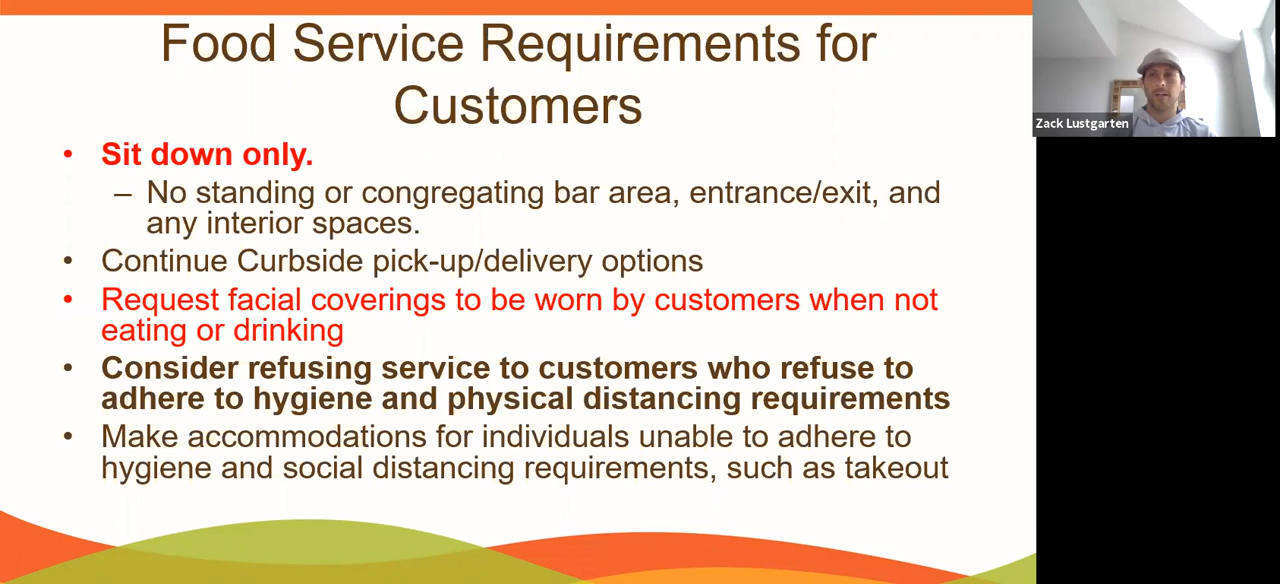 Food Service Requirements for
Customers
• Sit down only.
– No standing or congregating bar area, entrance/exit, and
any interior spaces.
• Continue Curbside pick-up/delivery options
• Request facial coverings to be worn by customers when not
eating or drinking
• Consider refusing service to customers who refuse to
adhere to hygiene and physical distancing requirements
• Make accommodations for individuals unable to adhere to
hygiene and social distancing requirements, such as takeout
Zack Lustgarten